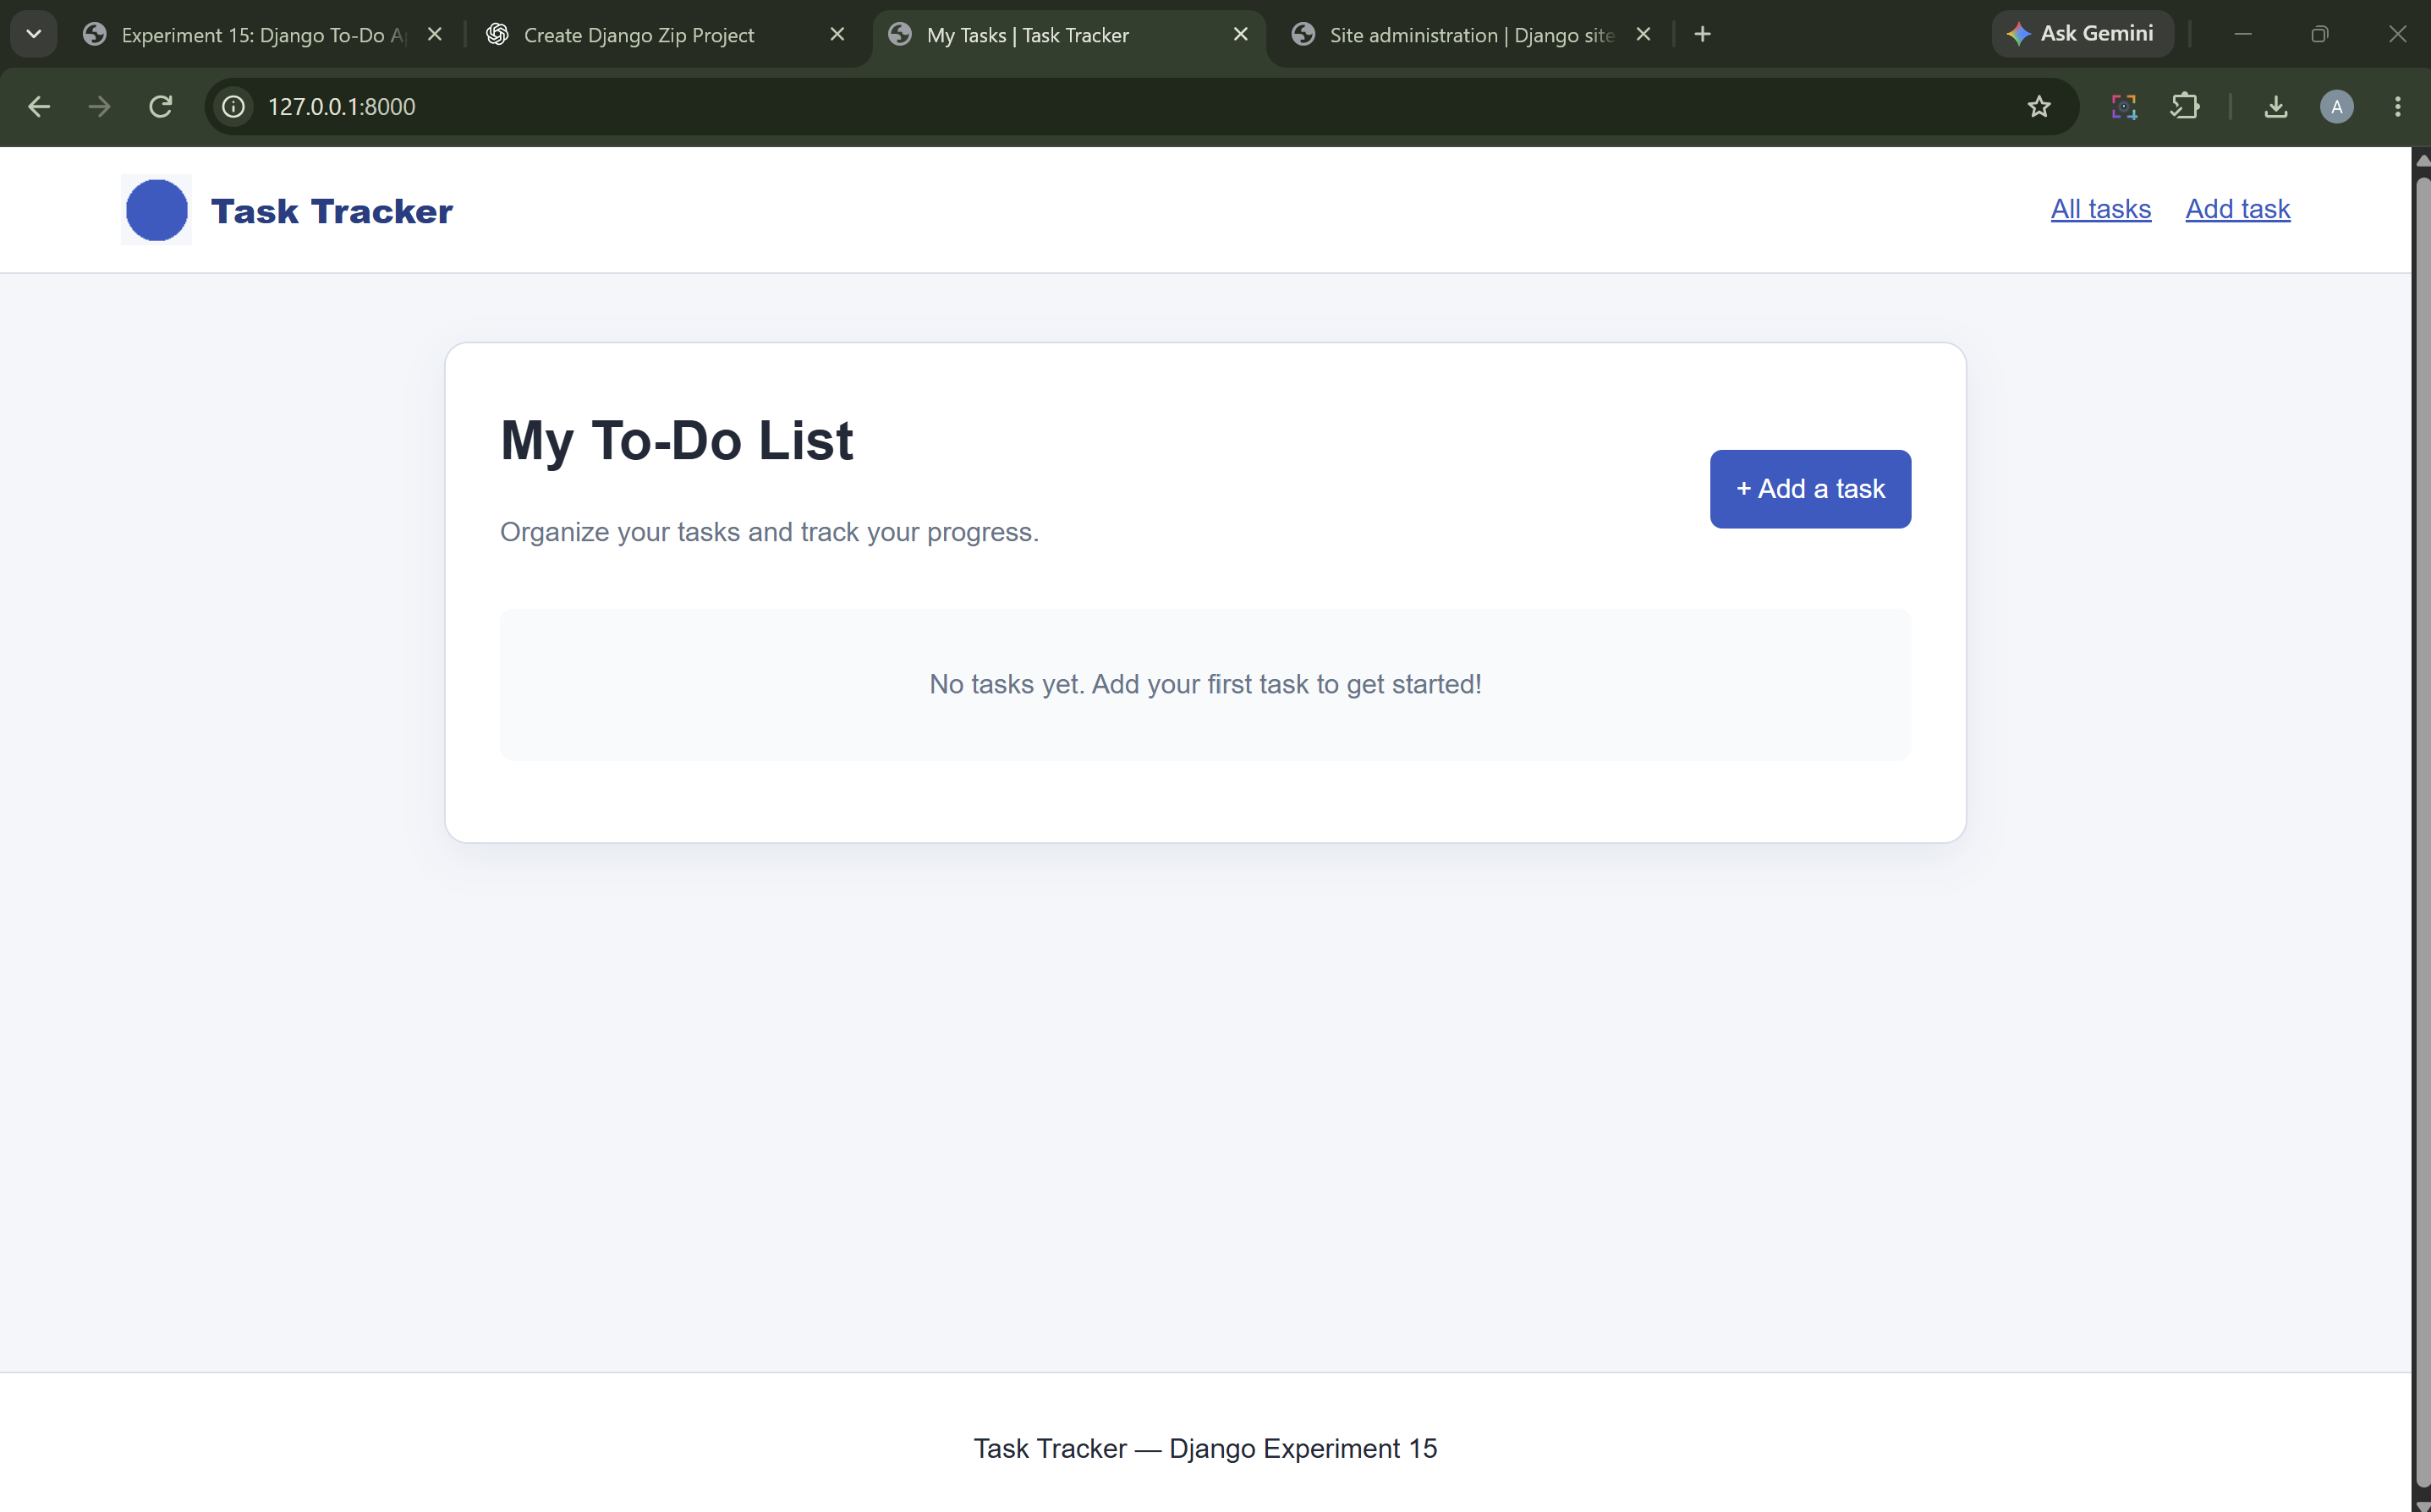 Experiment 15: Django To-Do A
Create Django Zip Project
My Tasks | Task Tracker
Site administration | Django site
Ask Gemini
127.0.0.1:8000
A
Task Tracker
All tasks
Add task
My To-Do List
+ Add a task
Organize your tasks and track your progress.
No tasks yet. Add your first task to get started!
Task Tracker — Django Experiment 15